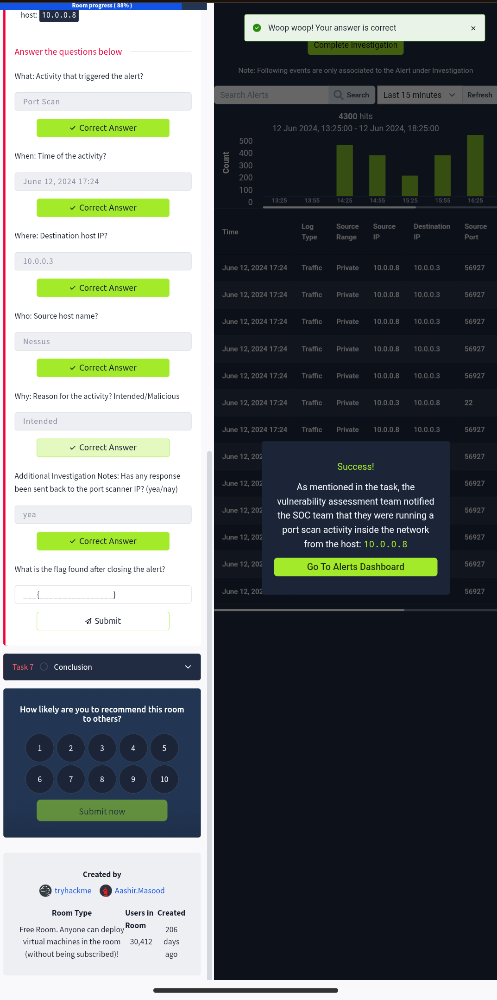 Room progress ( 88% )
host: 10.0.0.8
Answer the questions below
What: Activity that triggered the alert?
Port Scan
Correct Answer
When: Time of the activity?
June 12, 2024 17:24
Correct Answer
Where: Destination host IP?
10.0.0.3
Correct Answer
Who: Source host name?
Nessus
Correct Answer
Why: Reason for the activity? Intended/Malicious
Intended
Correct Answer
Additional Investigation Notes: Has any response
been sent back to the port scanner IP? (yea/nay)
yea
Correct Answer
What is the flag found after closing the alert?
___{________________}
Submit
Task 7 Conclusion
How likely are you to recommend this room
to others?
1 2 3 4 5
6 7 8 9 10
Submit now
Created by
tryhackme Aashir.Masood
Room Type
Free Room. Anyone can deploy
virtual machines in the room
(without being subscribed)!
Users in
Room
30,412
Created
206
days
ago
Woop woop! Your answer is correct
Complete Investigation
Note: Following events are only associated to the Alert under Investigation
Search Alerts Search Last 15 minutes Refresh
4300 hits
12 Jun 2024, 13:25:00 - 12 Jun 2024, 18:25:00
Count
500
400
300
200
100
0
13:25 13:55 14:25 14:55 15:25 15:55 16:25
Time Log Type Source Range Source IP Destination IP Source Port
June 12, 2024 17:24 Traffic Private 10.0.0.8 10.0.0.3 56927
June 12, 2024 17:24 Traffic Private 10.0.0.8 10.0.0.3 56927
June 12, 2024 17:24 Traffic Private 10.0.0.8 10.0.0.3 56927
June 12, 2024 17:24 Traffic Private 10.0.0.8 10.0.0.3 56927
June 12, 2024 17:24 Traffic Private 10.0.0.8 10.0.0.3 56927
June 12, 2024 17:24 Traffic Private 10.0.0.3 10.0.0.8 22
June 12, 2024 17:24 Traffic Private 10.0.0.8 10.0.0.3 56927
June 12, 202 56927
June 12, 202 56927
June 12, 202 56927
June 12, 202 56927
June 12, 202 56927
June 12, 202 56927
Success!
As mentioned in the task, the
vulnerability assessment team notified
the SOC team that they were running a
port scan activity inside the network
from the host: 10.0.0.8
Go To Alerts Dashboard